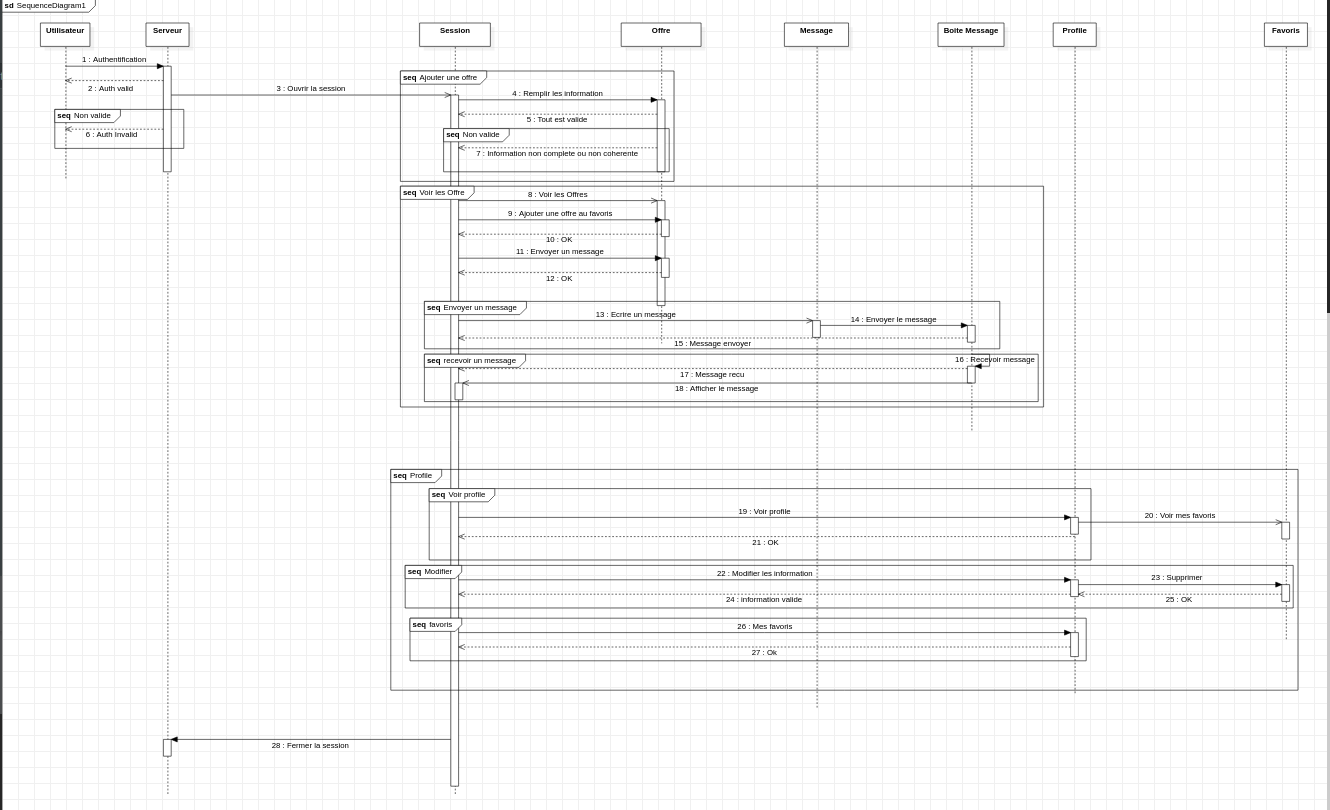 sd SequenceDiagram1
Utilisateur
Serveur
Session
Offre
Message
Boite Message
Profile
Favoris
1 : Authentification
2 : Auth valid
seq Non valide
6 : Auth Invalid
3 : Ouvrir la session
seq Ajouter une offre
4 : Remplir les information
5 : Tout est valide
seq Non valide
7 : Information non complete ou non coherente
seq Voir les Offre
8 : Voir les Offres
9 : Ajouter une offre au favoris
10 : OK
11 : Envoyer un message
12 : OK
seq Envoyer un message
13 : Ecrire un message
14 : Envoyer le message
15 : Message envoyer
seq recevoir un message
16 : Recevoir message
17 : Message recu
18 : Afficher le message
seq Profile
seq Voir profile
19 : Voir profile
20 : Voir mes favoris
21 : OK
seq Modifier
22 : Modifier les information
23 : Supprimer
24 : information valide
25 : OK
seq favoris
26 : Mes favoris
27 : Ok
28 : Fermer la session